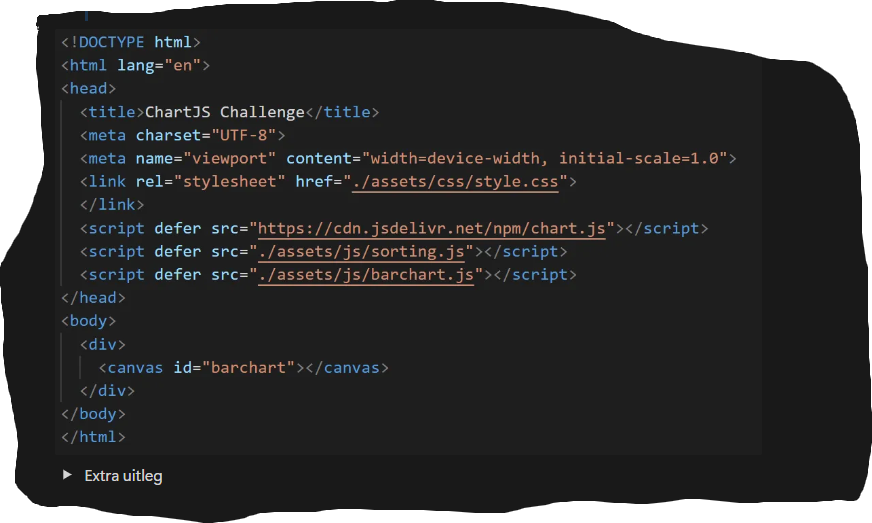 <!DOCTYPE html>
<html lang="en">
<head>
<title>ChartJS Challenge</title>
<meta charset="UTF-8">
<meta name="viewport" content="width=device-width, initial-scale=1.0">
<link rel="stylesheet" href="./assets/css/style.css">
</link>
<script defer src="https://cdn.jsdelivr.net/npm/chart.js"></script>
<script defer src="./assets/js/sorting.js"></script>
<script defer src="./assets/js/barchart.js"></script>
</head>
<body>
<div>
<canvas id="barchart"></canvas>
</div>
</body>
</html>
Extra uitleg